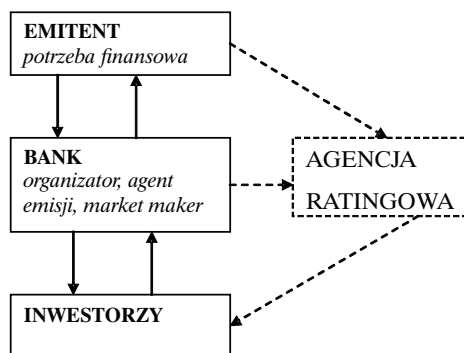 EMITENT
potrzeba finansowa
BANK
organizator, agent
emisji, market maker
AGENCJA
RATINGOWA
INWESTORZY